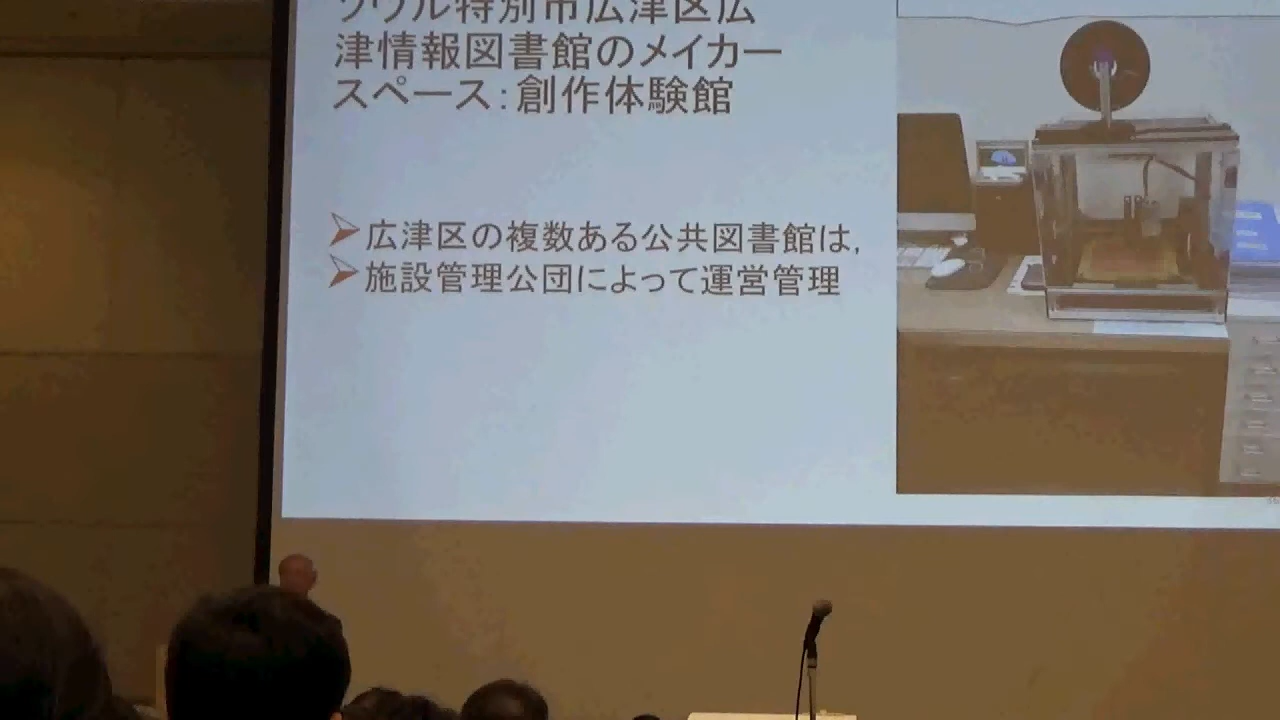 ソウル特別市広津区広
津情報図書館のメイカー
スペース：創作体験館
広津区の複数ある公共図書館は,
施設管理公団によって運営管理